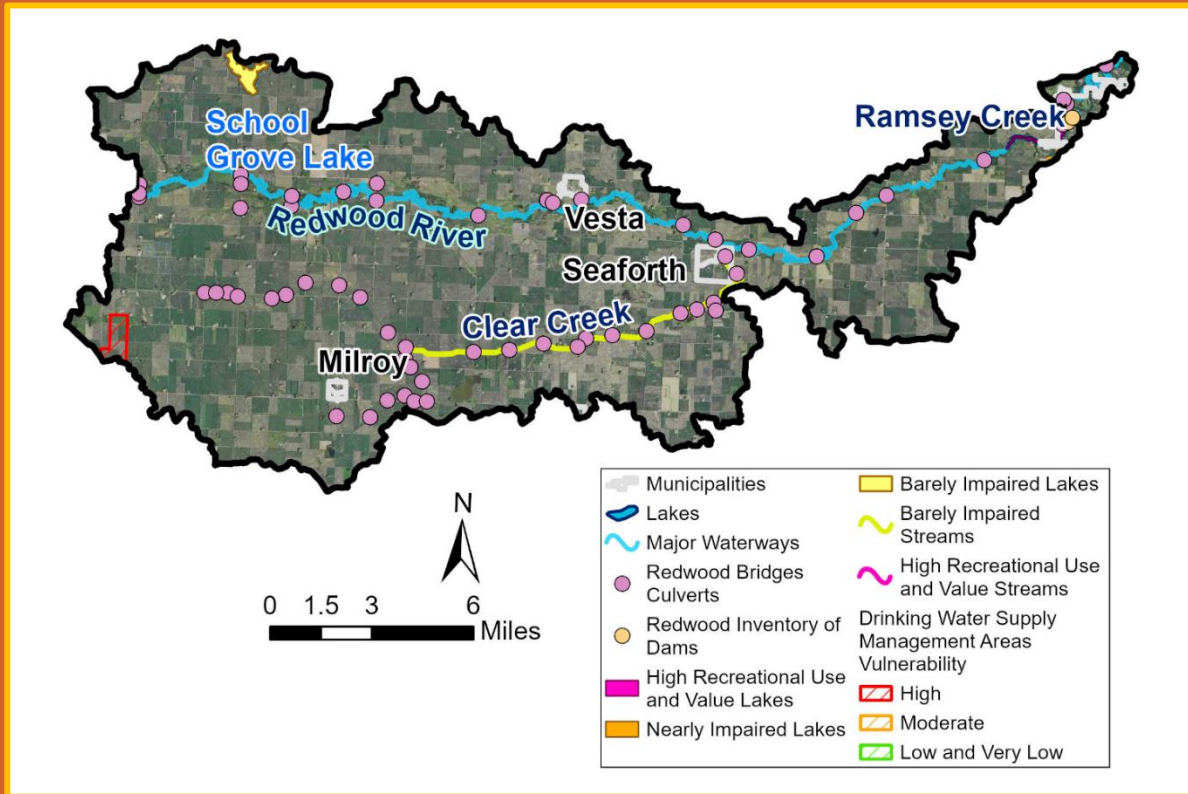 School
Grove Lake
Ramsey Creek
Redwood River
Vesta
Seaforth
Clear Creek
Milroy
N
0 1.5 3 6
Miles
Municipalities
Lakes
Major Waterways
Redwood Bridges
Culverts
Redwood Inventory of
Dams
High Recreational Use
and Value Lakes
Nearly Impaired Lakes
Barely Impaired Lakes
Barely Impaired
Streams
High Recreational Use
and Value Streams
Drinking Water Supply
Management Areas
Vulnerability
High
Moderate
Low and Very Low